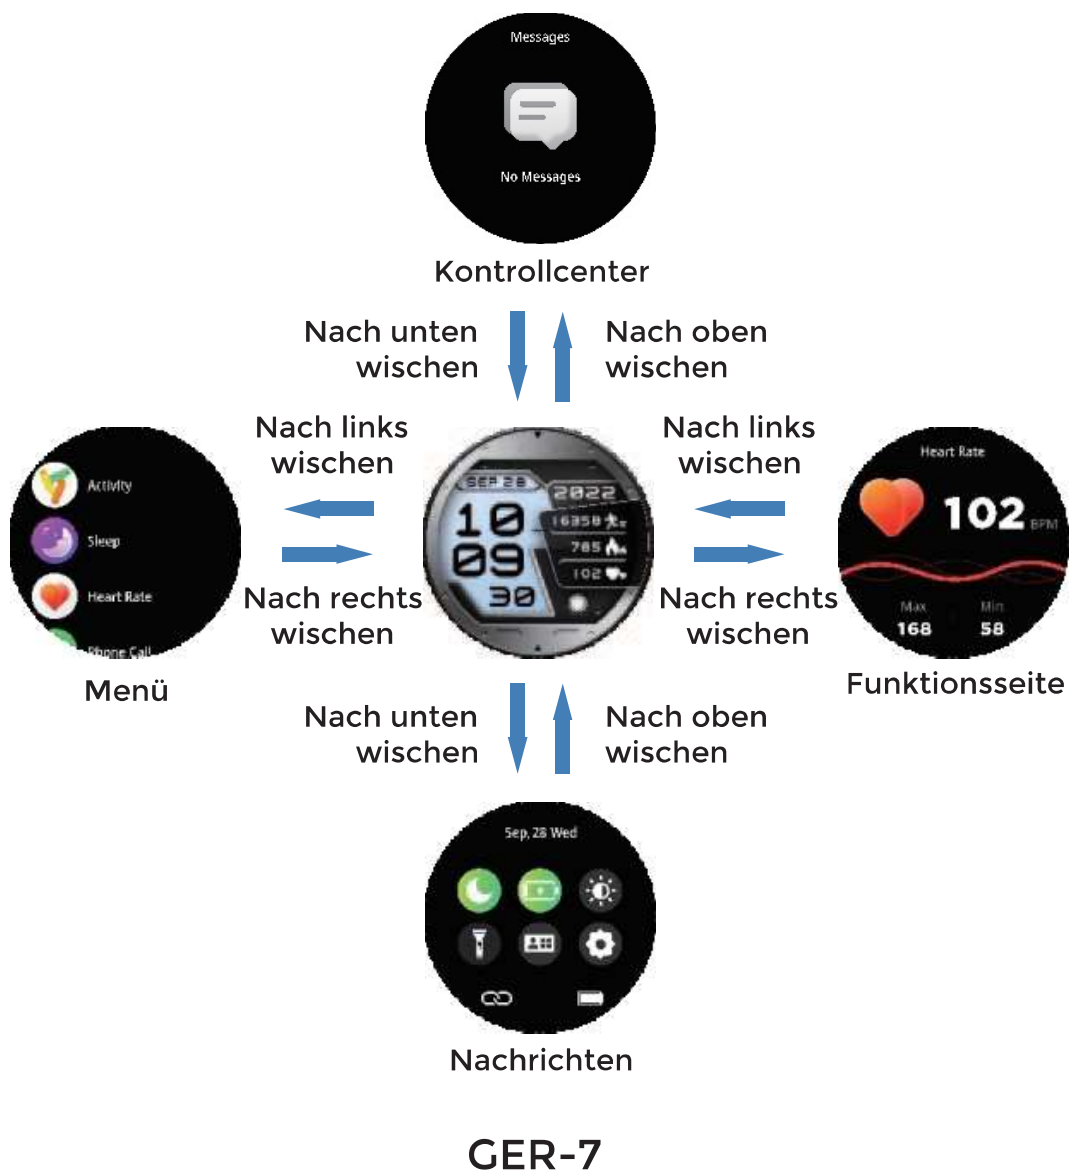 Messages
No Messages
Kontrollcenter
Nach unten
wischen
Nach oben
wischen
Nach links
wischen
Nach links
wischen
Activity
Sleep
Heart Rate
Phone Call
SEP 28
2022
10
09
30
16358
785
102
Heart Rate
102 BPM
Max
Min
168
58
Nach rechts
wischen
Nach rechts
wischen
Menü
Funktionsseite
Nach unten
wischen
Nach oben
wischen
Sep, 28 Wed
Nachrichten
GER-7